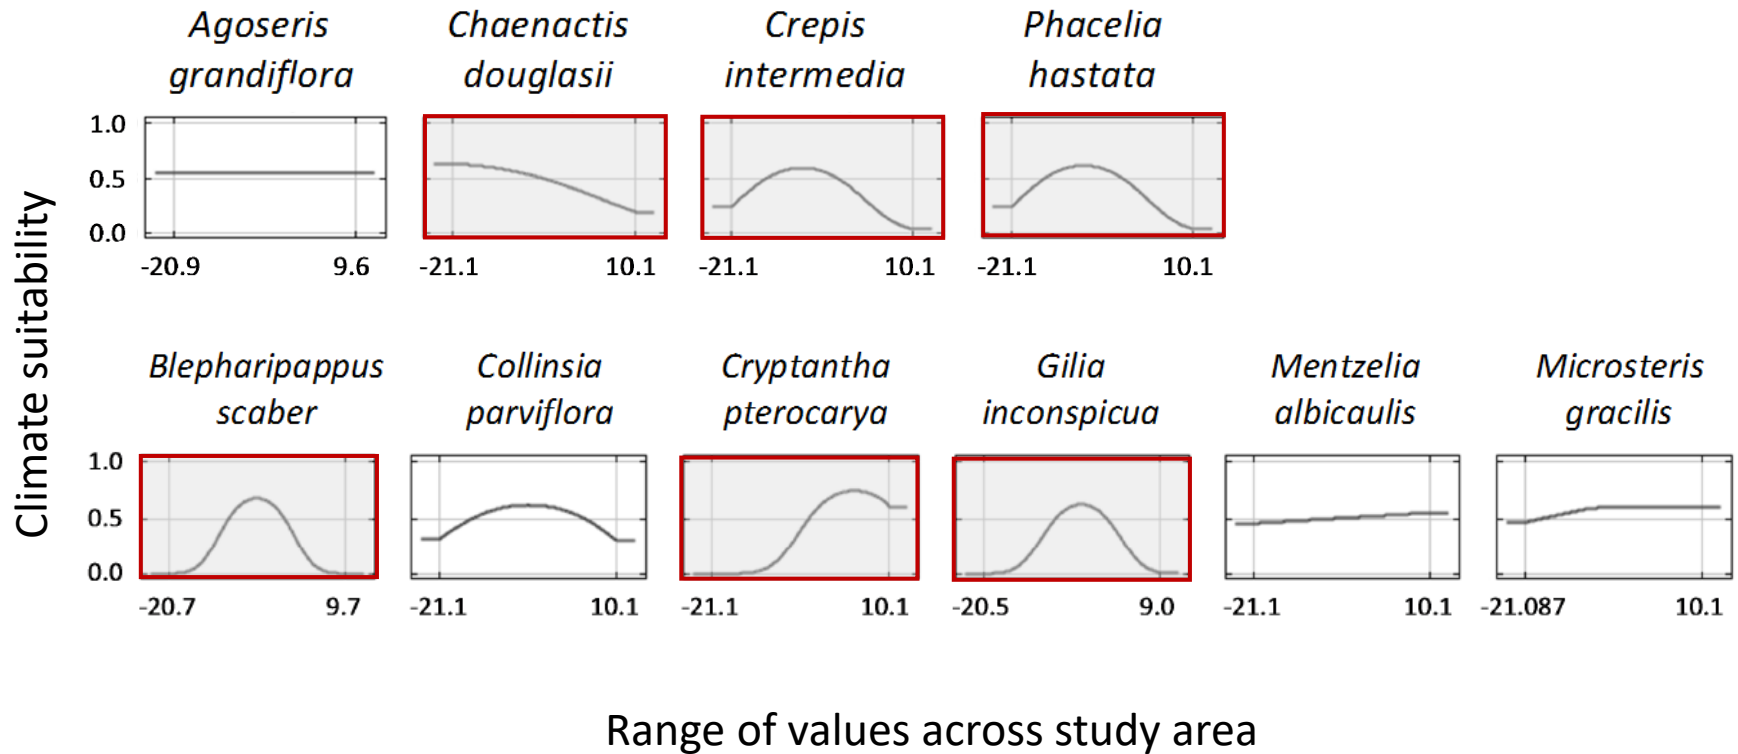 Agoseris
grandiflora
Chaenactis
douglasii
Crepis
intermedia
Phacelia
hastata
1.0
0.5
0.0
-20.9
9.6
-21.1
10.1
-21.1
10.1
-21.1
10.1
Climate suitability
Blepharipappus
scaber
Collinsia
parviflora
Cryptantha
pterocarya
Gilia
inconspicua
Mentzelia
albicaulis
Microsteris
gracilis
1.0
0.5
0.0
-20.7
9.7
-21.1
10.1
-21.1
10.1
-20.5
9.0
-21.1
10.1
-21.087
10.1
Range of values across study area